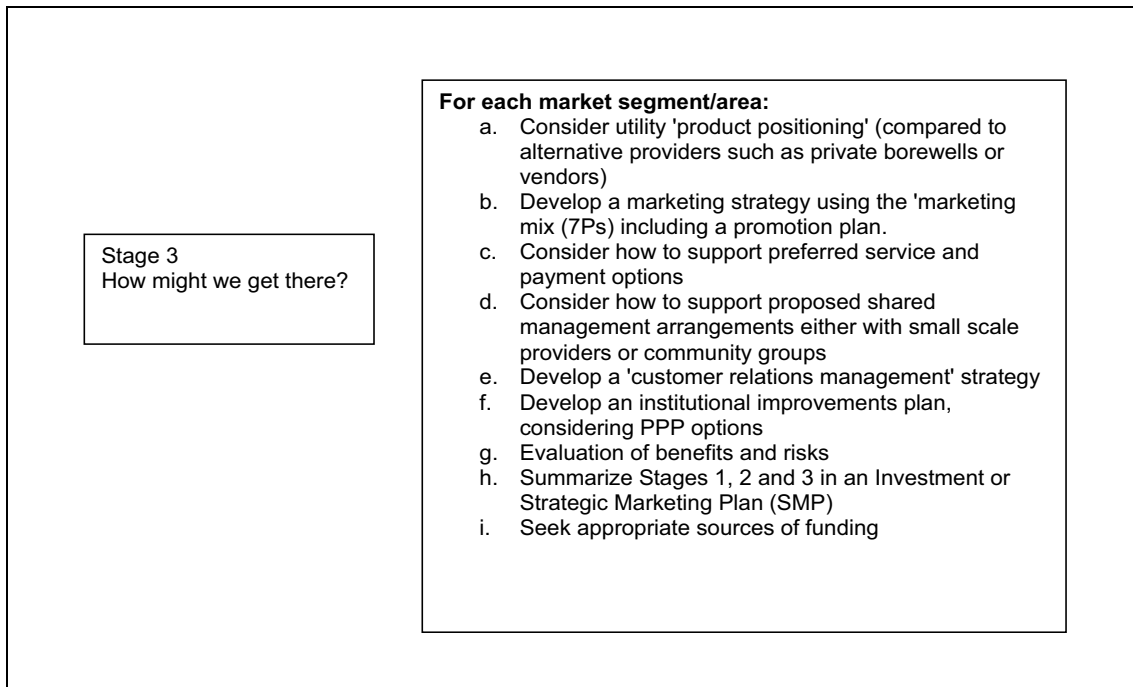 Stage 3
How might we get there?
For each market segment/area:
a. Consider utility 'product positioning' (compared to
alternative providers such as private borewells or
vendors)
b. Develop a marketing strategy using the 'marketing
mix (7Ps) including a promotion plan.
c. Consider how to support preferred service and
payment options
d. Consider how to support proposed shared
management arrangements either with small scale
providers or community groups
e. Develop a 'customer relations management' strategy
f. Develop an institutional improvements plan,
considering PPP options
g. Evaluation of benefits and risks
h. Summarize Stages 1, 2 and 3 in an Investment or
Strategic Marketing Plan (SMP)
i. Seek appropriate sources of funding